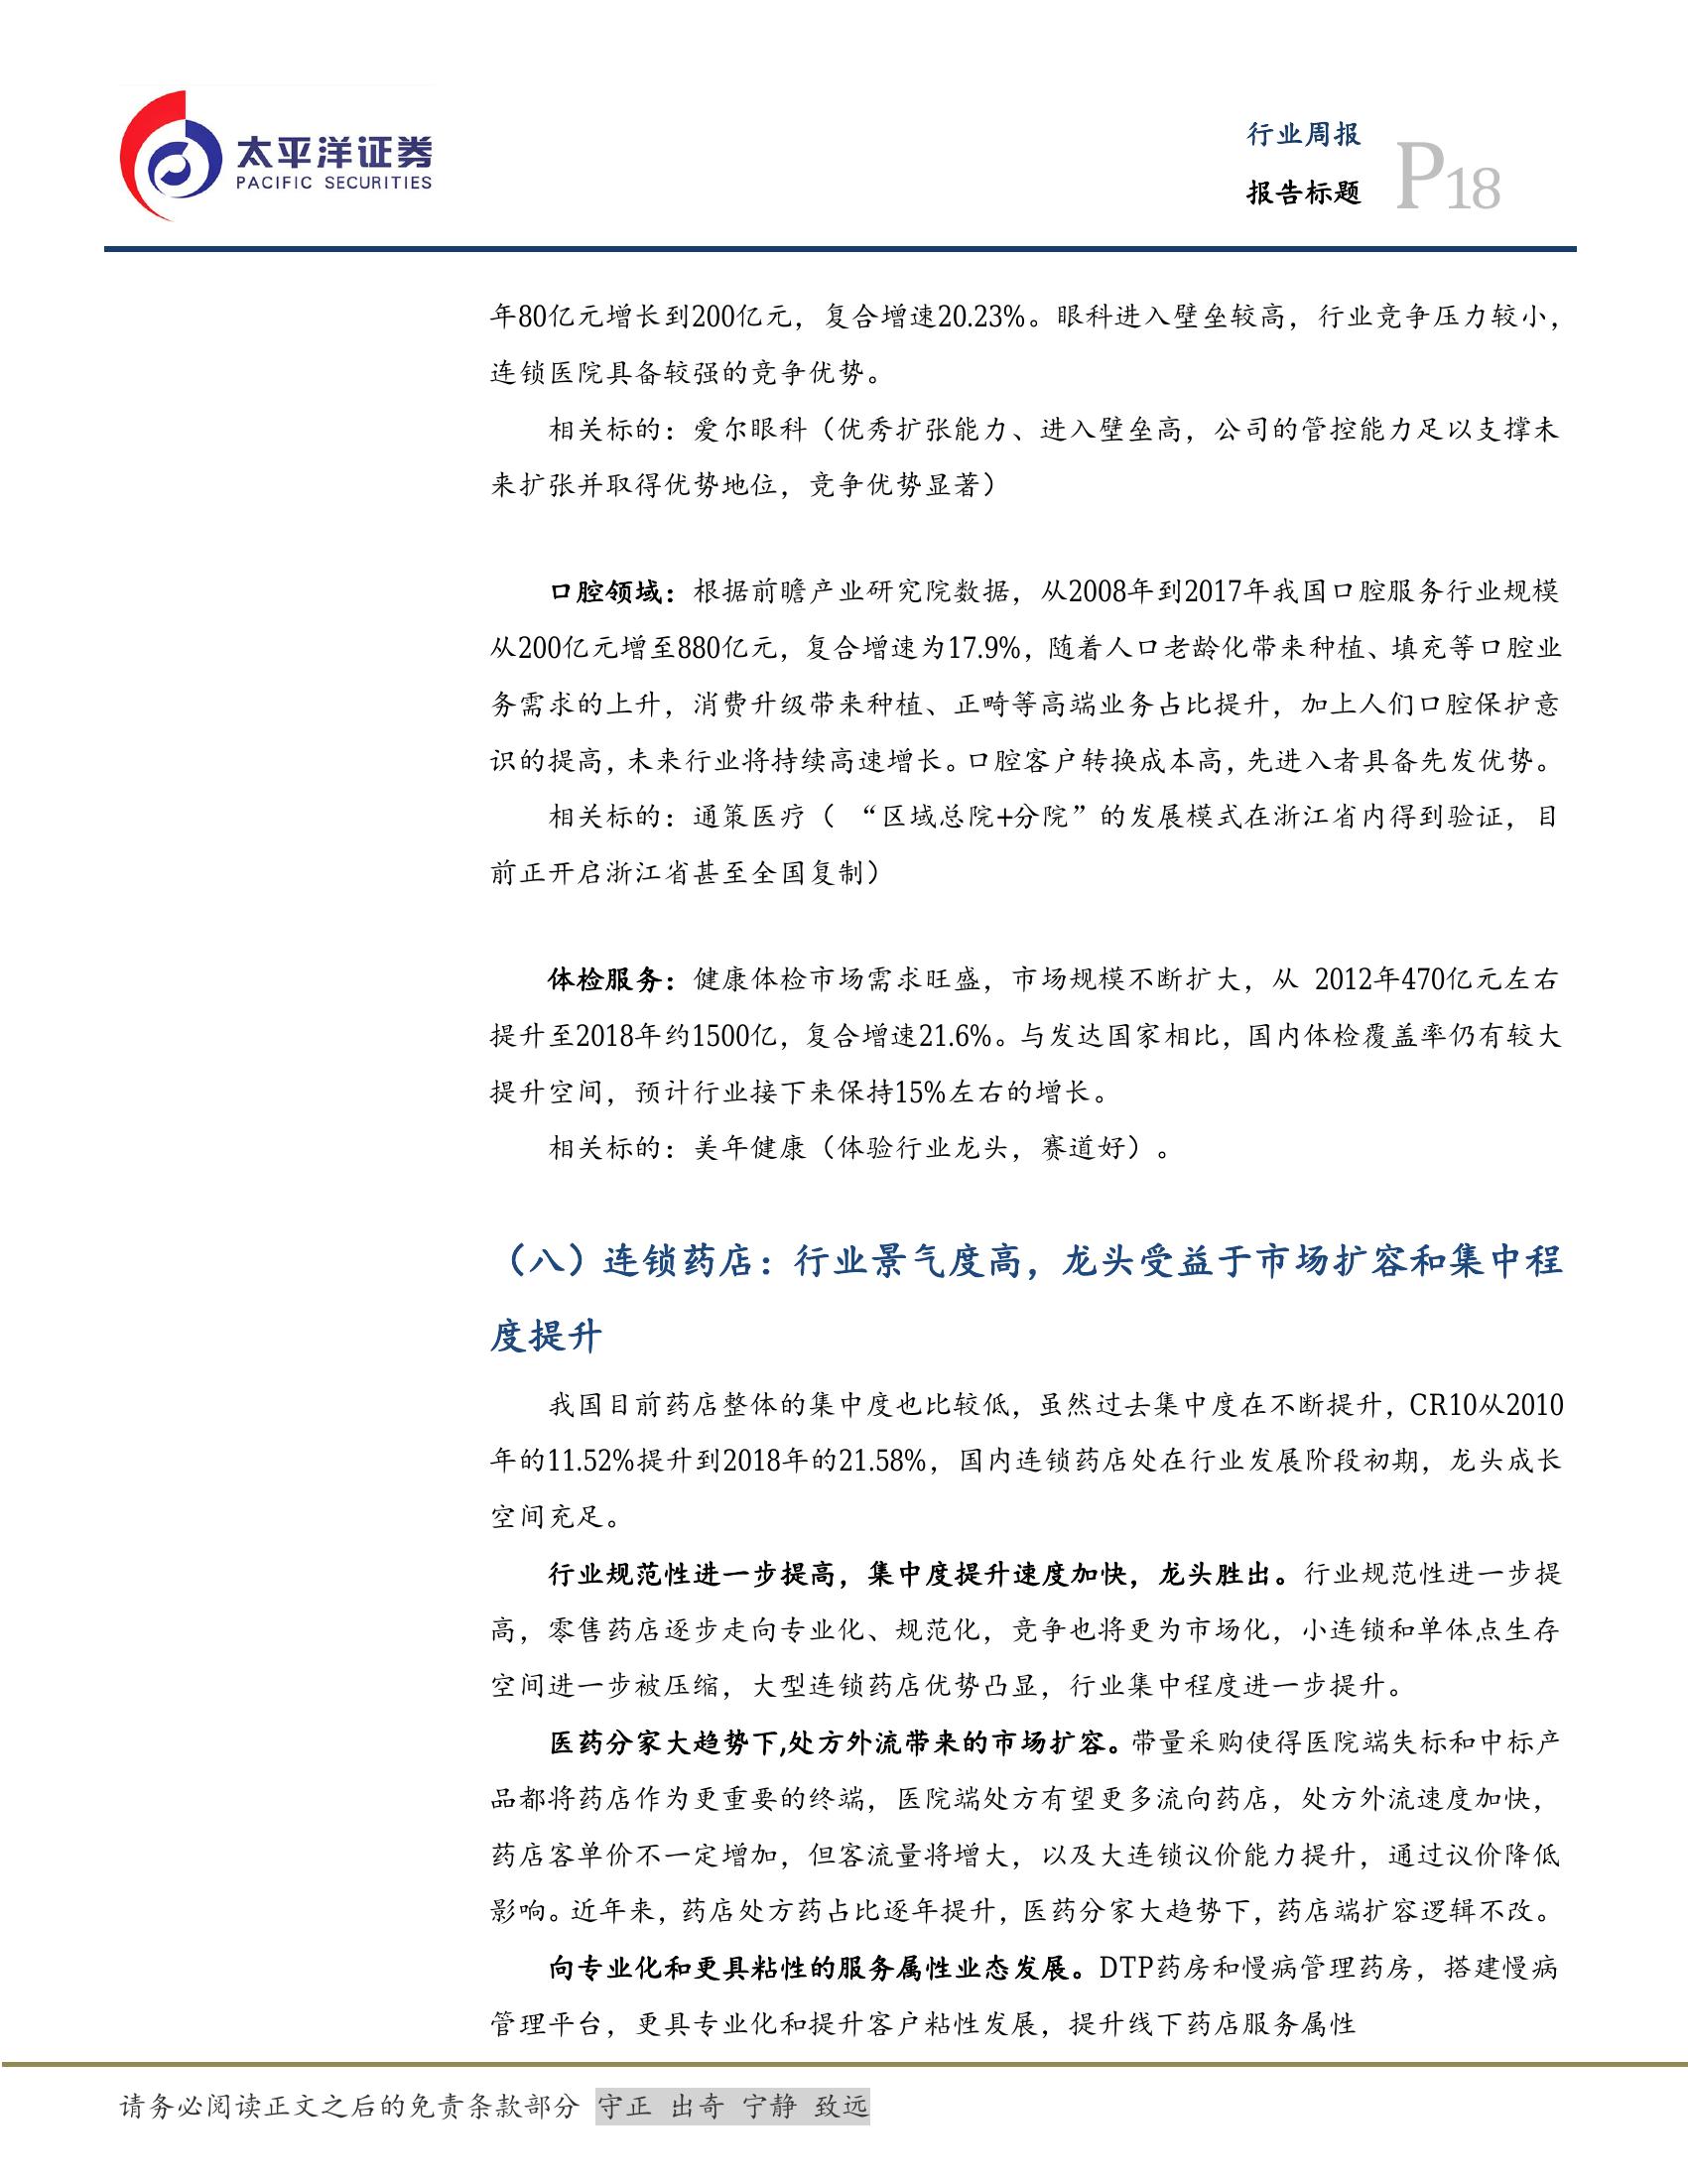 太平洋证券
PACIFIC SECURITIES
行业周报
报告标题
P18
年80亿元增长到200亿元，复合增速20.23%。眼科进入壁垒较高，行业竞争压力较小，
连锁医院具备较强的竞争优势。
相关标的：爱尔眼科（优秀扩张能力、进入壁垒高，公司的管控能力足以支撑未
来扩张并取得优势地位，竞争优势显著）
口腔领域：根据前瞻产业研究院数据，从2008年到2017年我国口腔服务行业规模
从200亿元增至880亿元，复合增速为17.9%，随着人口老龄化带来种植、填充等口腔业
务需求的上升，消费升级带来种植、正畸等高端业务占比提升，加上人们口腔保护意
识的提高，未来行业将持续高速增长。口腔客户转换成本高，先进入者具备先发优势。
相关标的：通策医疗（ “区域总院+分院”的发展模式在浙江省内得到验证，目
前正开启浙江省甚至全国复制）
体检服务：健康体检市场需求旺盛，市场规模不断扩大，从 2012年470亿元左右
提升至2018年约1500亿，复合增速21.6%。与发达国家相比，国内体检覆盖率仍有较大
提升空间，预计行业接下来保持15%左右的增长。
相关标的：美年健康（体验行业龙头，赛道好）。
（八）连锁药店：行业景气度高，龙头受益于市场扩容和集中程
度提升
我国目前药店整体的集中度也比较低，虽然过去集中度在不断提升，CR10从2010
年的11.52%提升到2018年的21.58%，国内连锁药店处在行业发展阶段初期，龙头成长
空间充足。
行业规范性进一步提高，集中度提升速度加快，龙头胜出。行业规范性进一步提
高，零售药店逐步走向专业化、规范化，竞争也将更为市场化，小连锁和单体点生存
空间进一步被压缩，大型连锁药店优势凸显，行业集中程度进一步提升。
医药分家大趋势下,处方外流带来的市场扩容。带量采购使得医院端失标和中标产
品都将药店作为更重要的终端，医院端处方有望更多流向药店，处方外流速度加快，
药店客单价不一定增加，但客流量将增大，以及大连锁议价能力提升，通过议价降低
影响。近年来，药店处方药占比逐年提升，医药分家大趋势下，药店端扩容逻辑不改。
向专业化和更具粘性的服务属性业态发展。DTP药房和慢病管理药房，搭建慢病
管理平台，更具专业化和提升客户粘性发展，提升线下药店服务属性
请务必阅读正文之后的免责条款部分 守正 出奇 宁静 致远